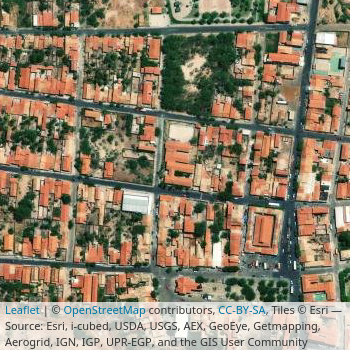 Leaflet | © OpenStreetMap contributors, CC-BY-SA, Tiles © Esri —
Source: Esri, i-cubed, USDA, USGS, AEX, GeoEye, Getmapping,
Aerogrid, IGN, IGP, UPR-EGP, and the GIS User Community